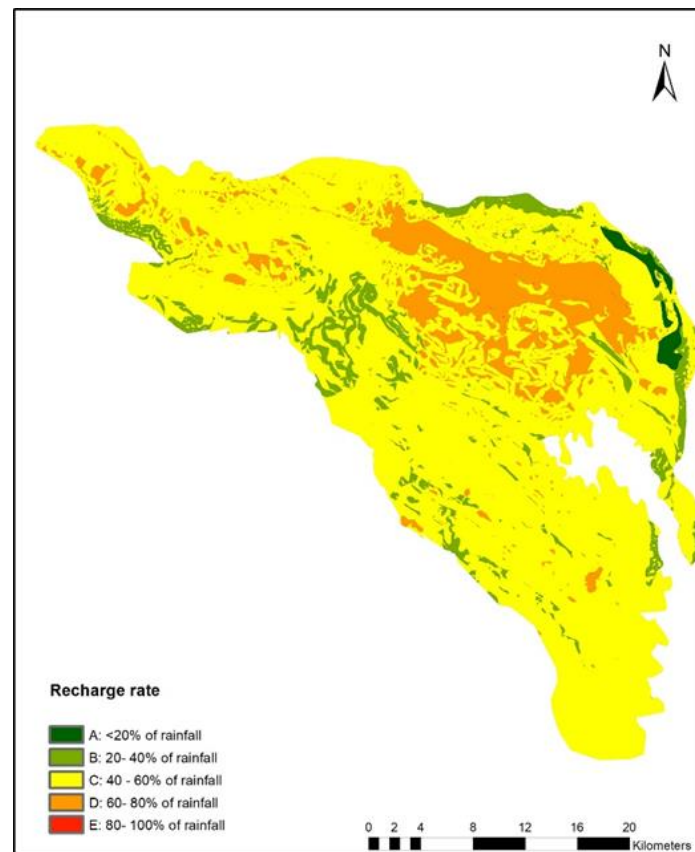 N
Recharge rate
A: <20% of rainfall
B: 20- 40% of rainfall
C: 40 - 60% of rainfall
D: 60- 80% of rainfall
E: 80- 100% of rainfall
0 2 4 8 12 16 20
Kilometers